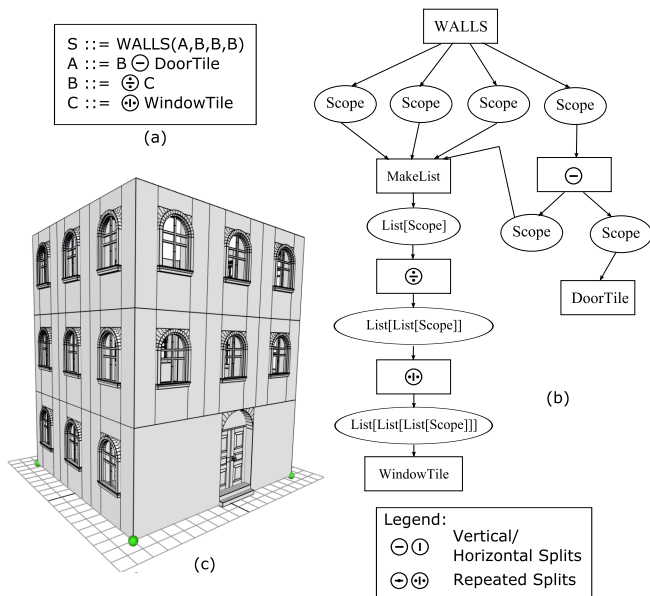 S ::= WALLS(A,B,B,B)
A ::= B ⊖ DoorTile
B ::= ⨸ C
C ::= WindowTile
(a)
WALLS
Scope Scope Scope Scope
MakeList
List[Scope]
Scope Scope
DoorTile
List[List[Scope]]
List[List[List[Scope]]]
WindowTile
(b)
(c)
Legend:
Vertical/
Horizontal Splits
Repeated Splits